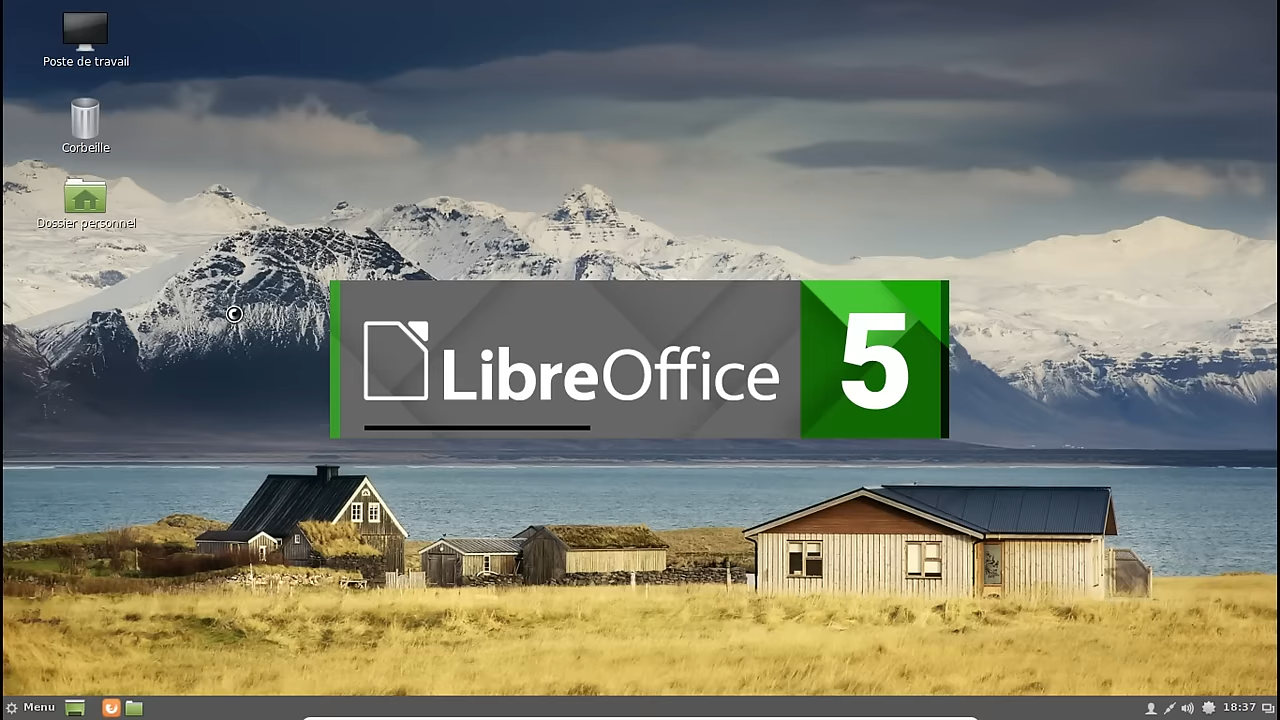 Poste de travail
Corbeille
Dossier personnel
LibreOffice 5
Menu
18:37